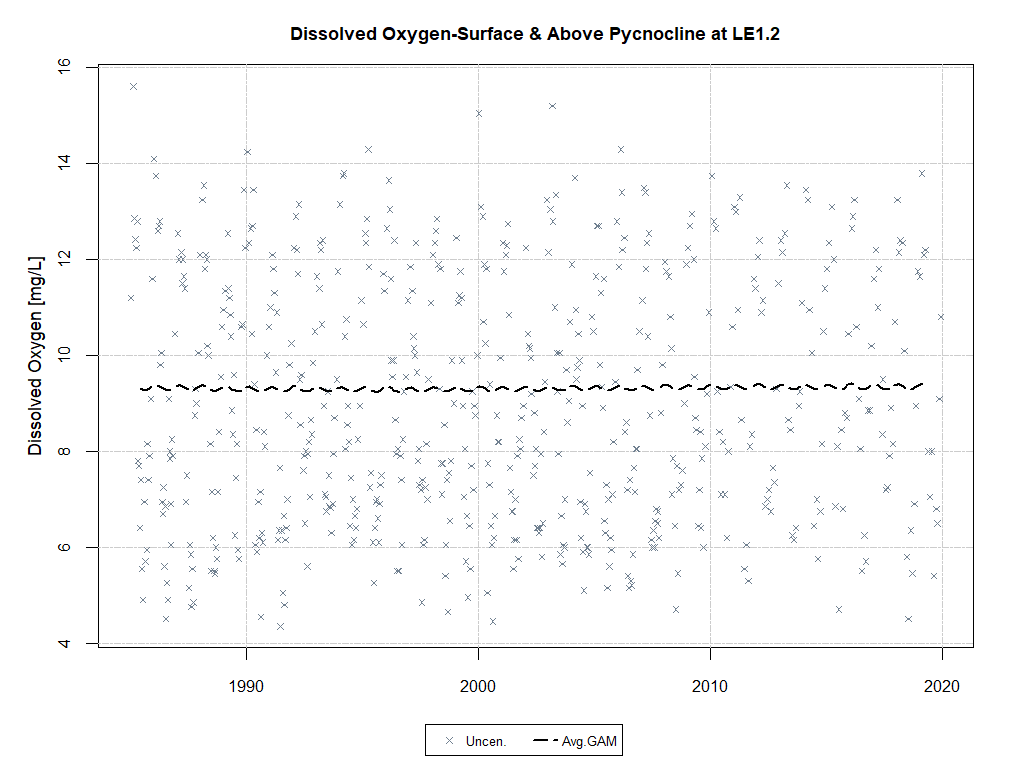 Dissolved Oxygen-Surface & Above Pycnocline at LE1.2
Dissolved Oxygen [mg/L]
16
14
12
10
8
6
4
1990 2000 2010 2020
Uncen. Avg.GAM